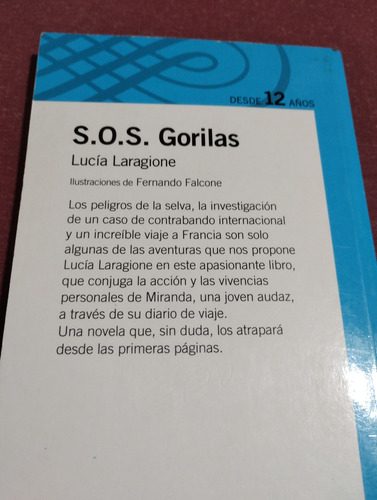 DESDE 12 AÑOS
S.O.S. Gorilas
Lucía Laragione
Ilustraciones de Fernando Falcone
Los peligros de la selva, la investigación
de un caso de contrabando internacional
y un increíble viaje a Francia son solo
algunas de las aventuras que nos propone
Lucía Laragione en este apasionante libro,
que conjuga la acción y las vivencias
personales de Miranda, una joven audaz,
a través de su diario de viaje.
Una novela que, sin duda, los atrapará
desde las primeras páginas.